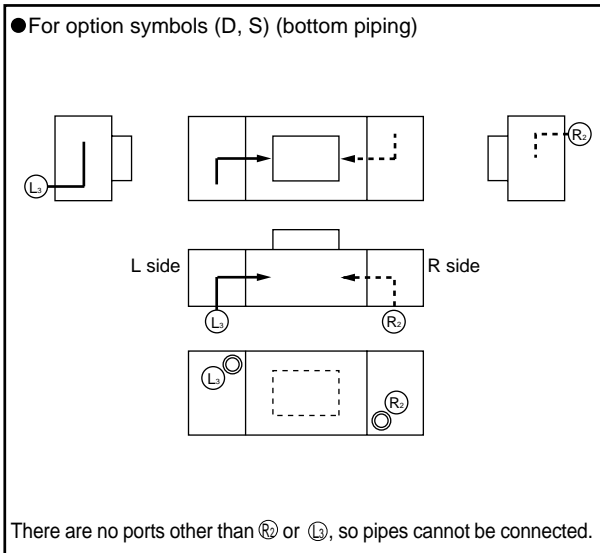 ●For option symbols (D, S) (bottom piping)
L₃
R₂
L side
R side
L₃
R₂
L₃
R₂
There are no ports other than Ⓡ₂ or Ⓛ₃, so pipes cannot be connected.